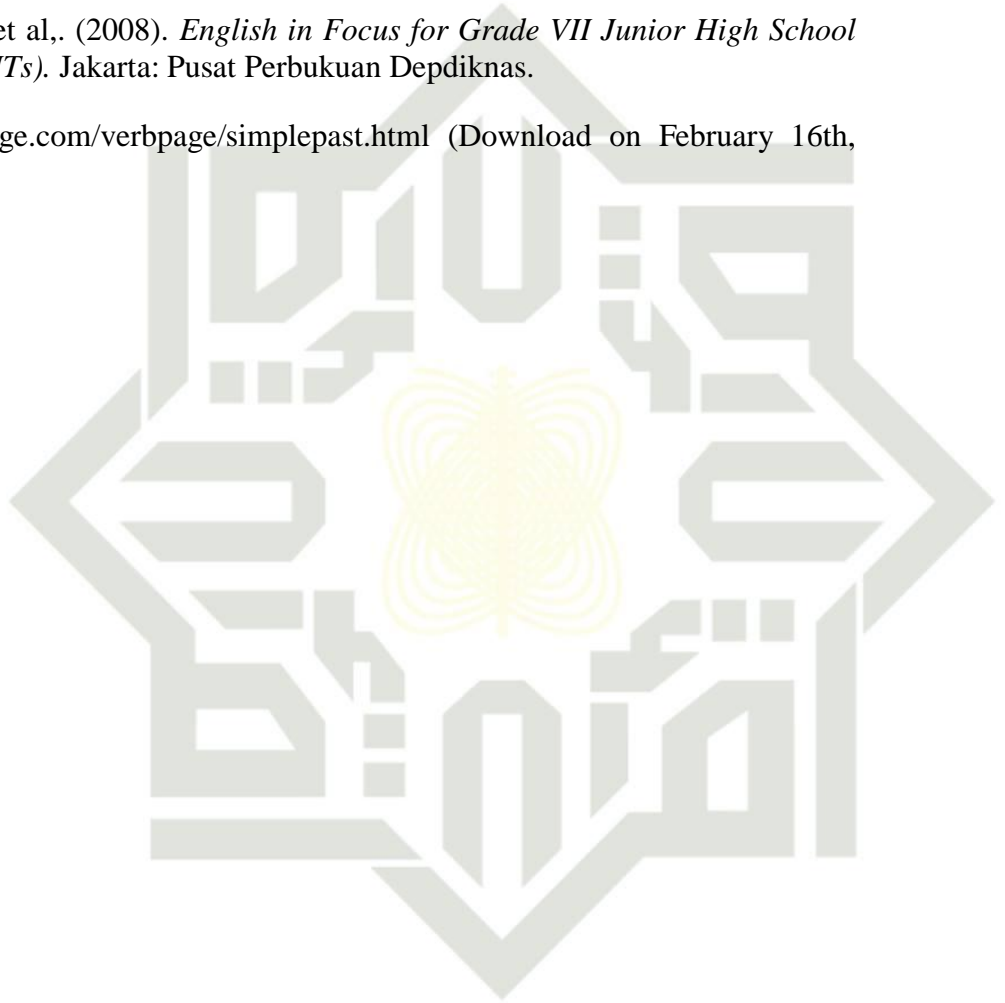 et al,. (2008). English in Focus for Grade VII Junior High School
Ts). Jakarta: Pusat Perbukuan Depdiknas.
ge.com/verbpage/simplepast.html (Download on February 16th,